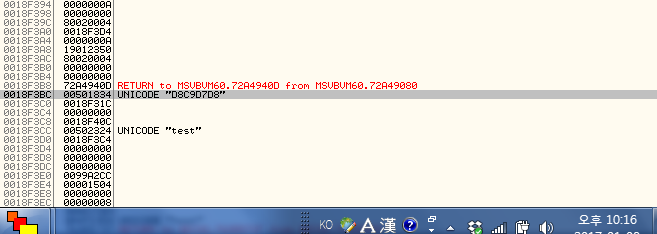 0018F394 0000000A
0018F398 00000000
0018F39C 80020004
0018F3A0 0018F3D4
0018F3A4 0000000A
0018F3A8 19012350
0018F3AC 80020004
0018F3B0 00000000
0018F3B4 00000000
0018F3B8 72A4940D RETURN to MSVBVM60.72A4940D from MSVBVM60.72A49080
0018F3BC 00501834 UNICODE "D8C9D7D8"
0018F3C0 0018F31C
0018F3C4 00000000
0018F3C8 0018F40C
0018F3CC 00502324 UNICODE "test"
0018F3D0 0018F3C4
0018F3D4 00000000
0018F3D8 00000000
0018F3DC 00000000
0018F3E0 0099A2CC
0018F3E4 00001504
0018F3E8 00000000
0018F3EC 00000008
KO A 漢 ? 오후 10:16